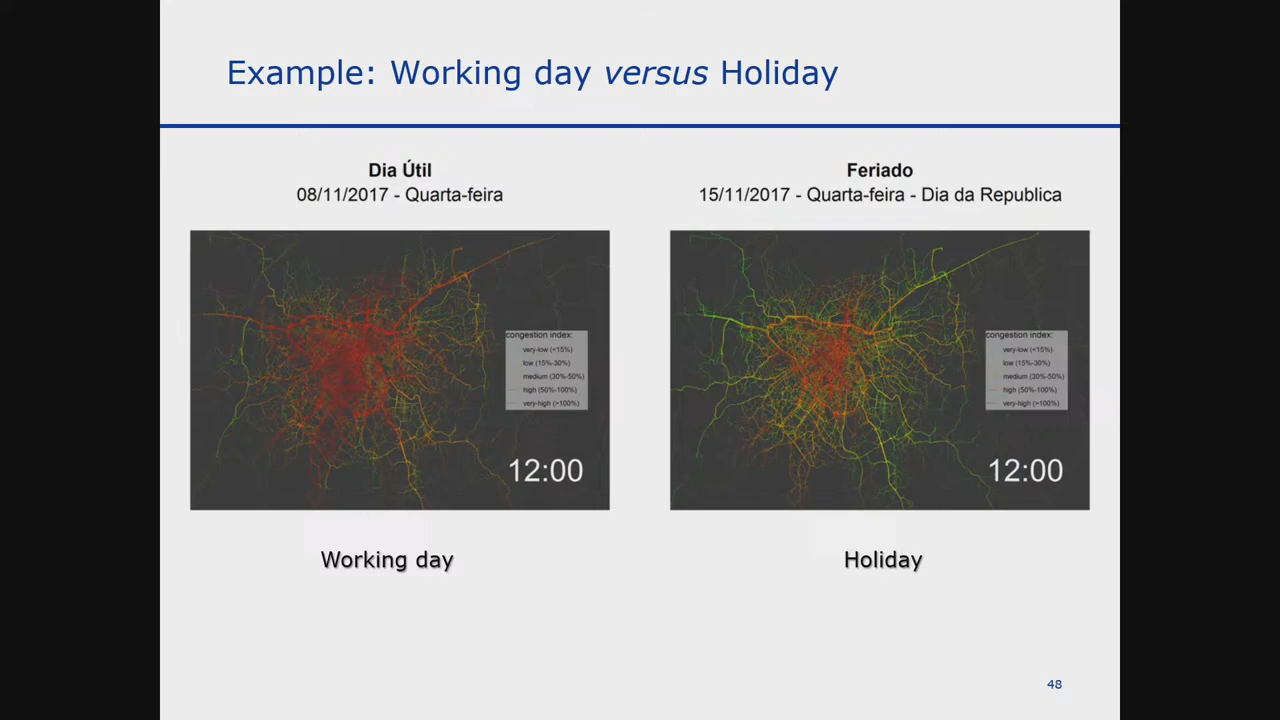 Example: Working day versus Holiday
Dia Útil
08/11/2017 - Quarta-feira
congestion index:
very-low (<15%)
low (15%-30%)
medium (30%-50%)
high (50%-100%)
very-high (>100%)
12:00
Working day
Feriado
15/11/2017 - Quarta-feira - Dia da Republica
congestion index:
very-low (<15%)
low (15%-30%)
medium (30%-50%)
high (50%-100%)
very-high (>100%)
12:00
Holiday
48